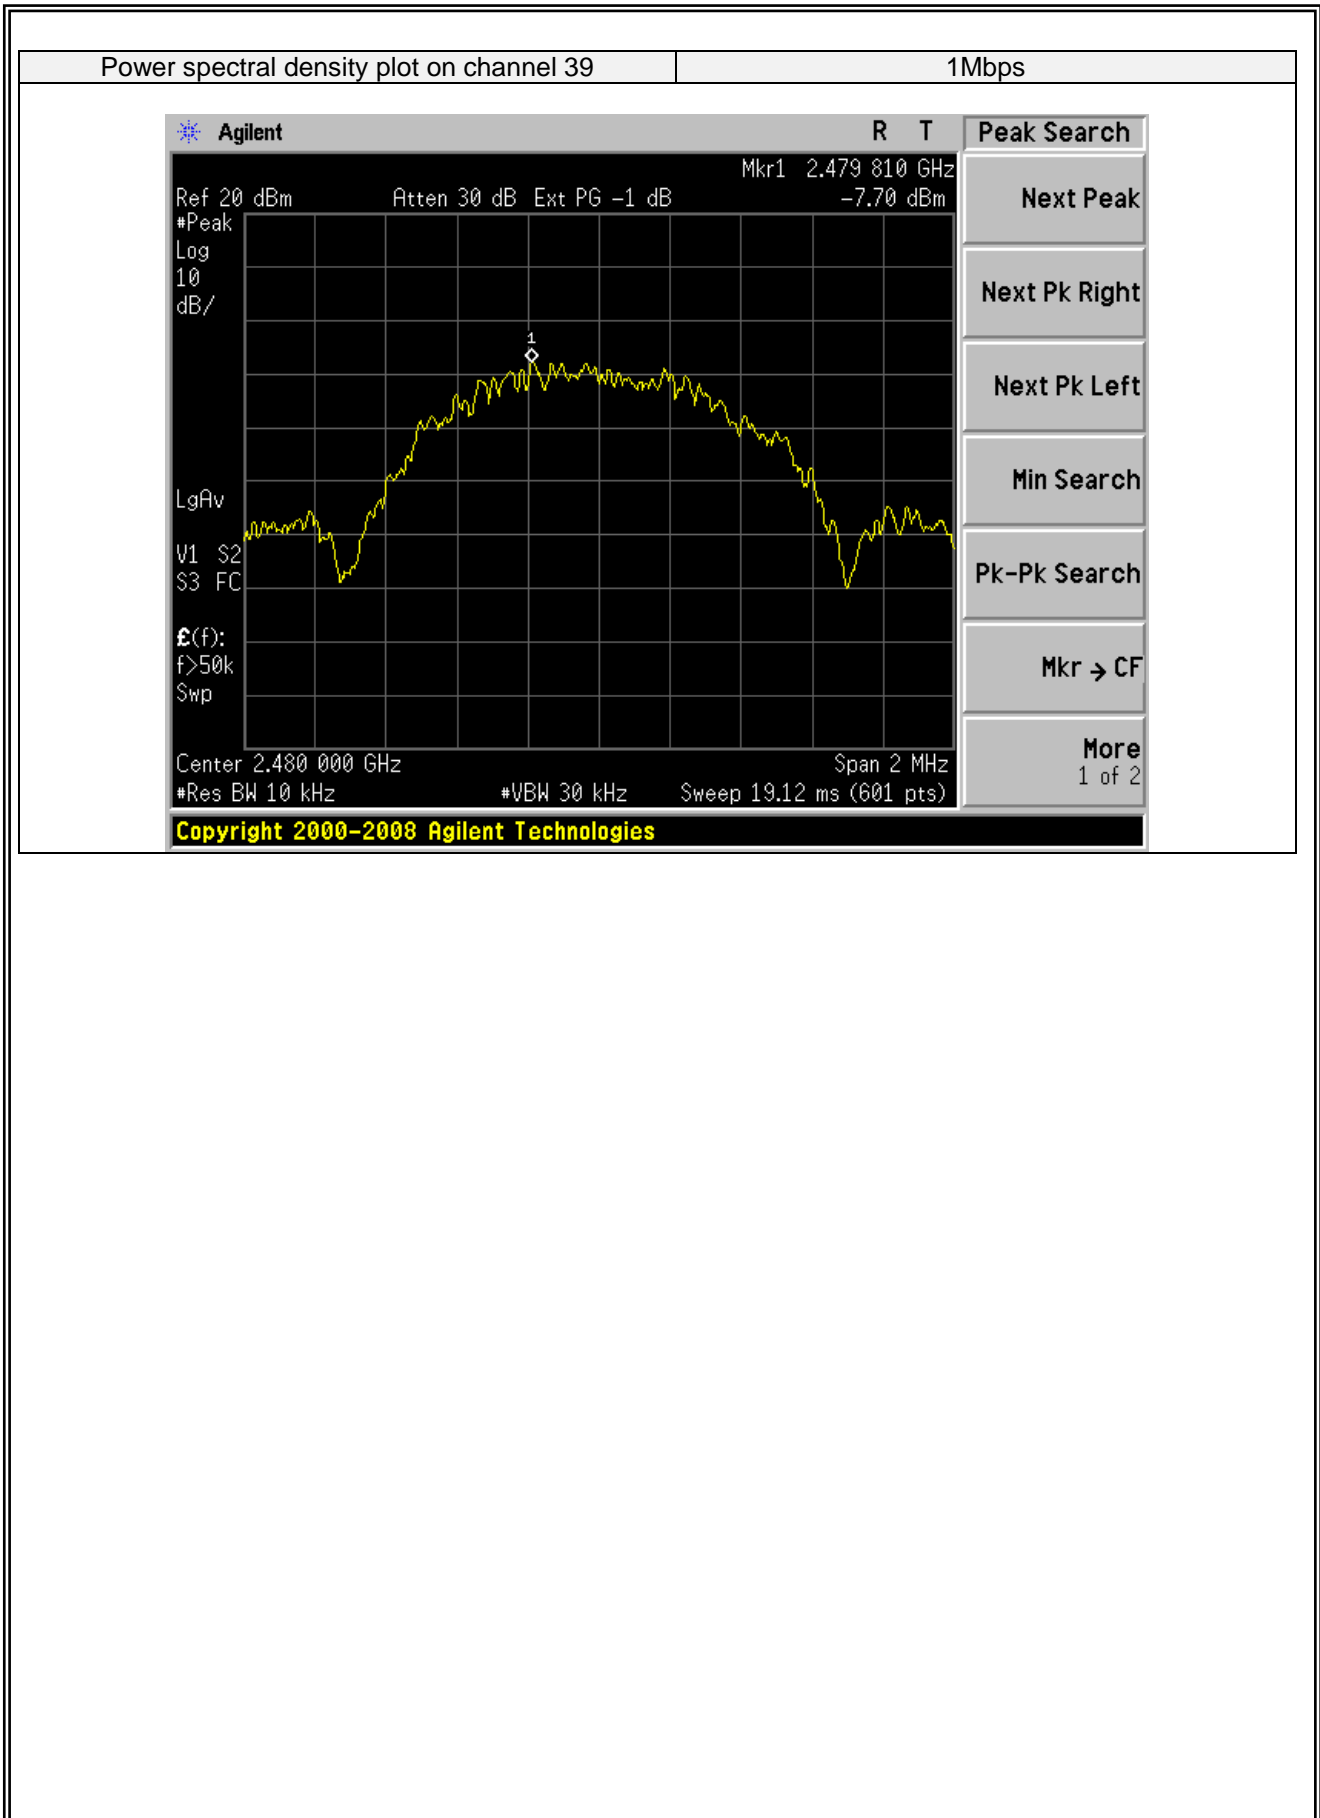 Power spectral density plot on channel 39 1Mbps
Agilent R T Peak Search
Mkr1 2.479 810 GHz
Ref 20 dBm Atten 30 dB Ext PG -1 dB -7.70 dBm
Next Peak
#Peak
Log
10
dB/
Next Pk Right
1
Next Pk Left
Min Search
LgAv
V1 S2
S3 FC
Pk-Pk Search
£(f):
f>50k
Swp
Mkr → CF
More
1 of 2
Center 2.480 000 GHz Span 2 MHz
#Res BW 10 kHz #VBW 30 kHz Sweep 19.12 ms (601 pts)
Copyright 2000-2008 Agilent Technologies